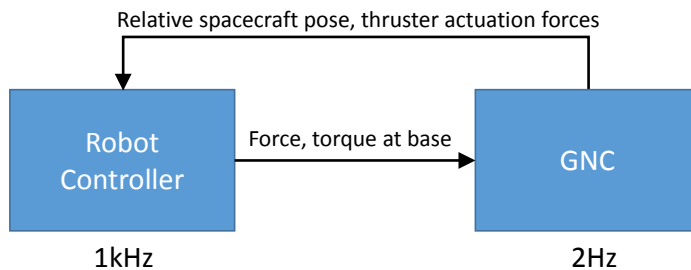 Relative spacecraft pose, thruster actuation forces
Robot
Controller
Force, torque at base
GNC
1kHz
2Hz